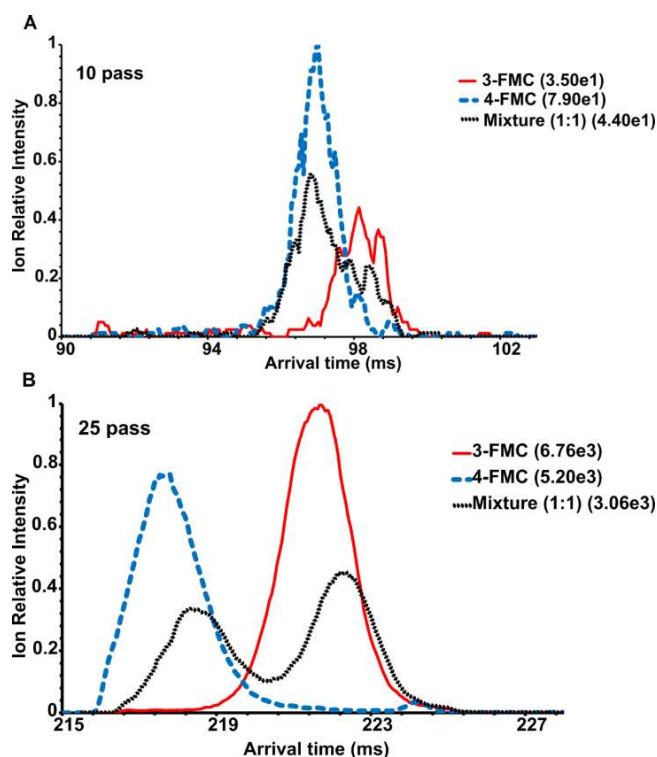 A
10 pass
1
0.8
0.6
0.4
0.2
0
Ion Relative Intensity
3-FMC (3.50e1)
4-FMC (7.90e1)
Mixture (1:1) (4.40e1)
90 94 98 102
Arrival time (ms)
B
25 pass
1
0.8
0.6
0.4
0.2
0
Ion Relative Intensity
3-FMC (6.76e3)
4-FMC (5.20e3)
Mixture (1:1) (3.06e3)
215 219 223 227
Arrival time (ms)